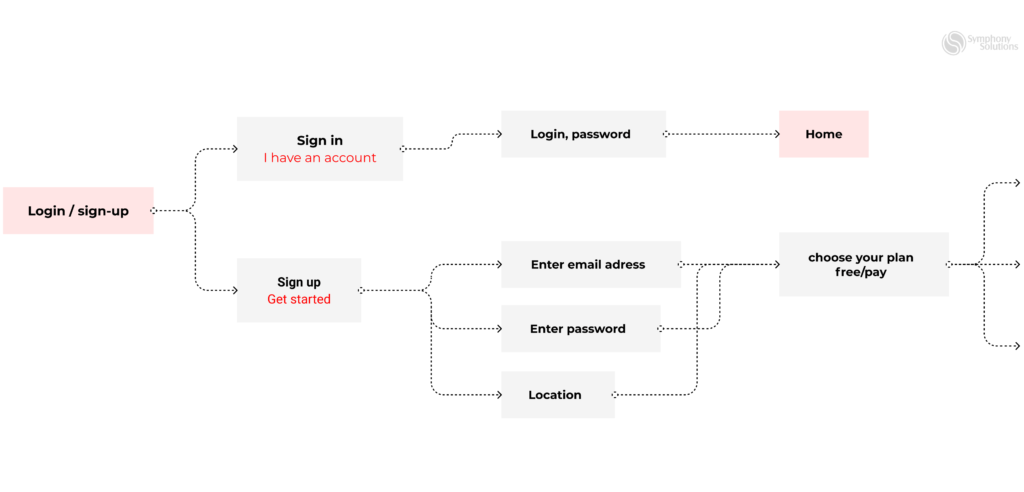 Symphony
Solutions
Sign in
I have an account
Login, password
Home
Login / sign-up
Sign up
Get started
Enter email adress
Enter password
Location
choose your plan
free/pay